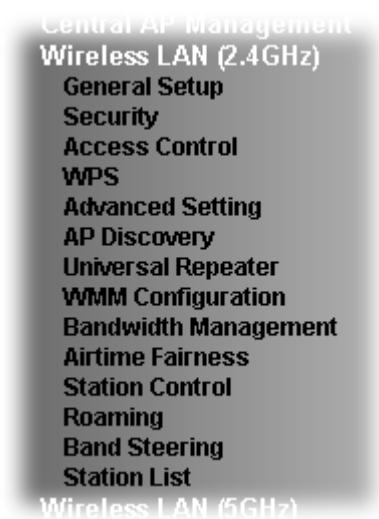 Central AP Management
Wireless LAN (2.4GHz)
General Setup
Security
Access Control
WPS
Advanced Setting
AP Discovery
Universal Repeater
WMM Configuration
Bandwidth Management
Airtime Fairness
Station Control
Roaming
Band Steering
Station List
Wireless LAN (5GHz)